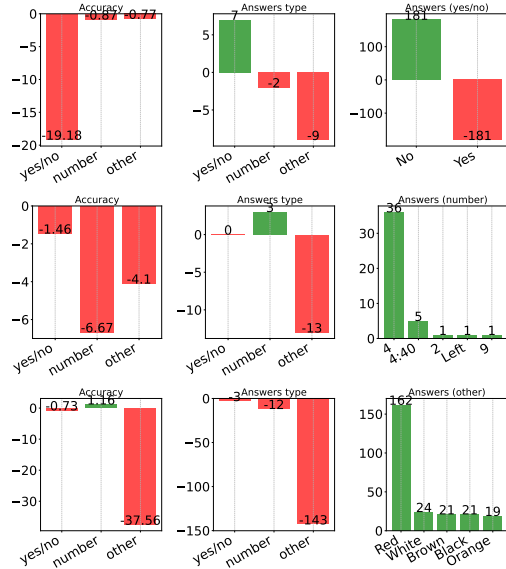 Accuracy
Answers type
Answers (yes/no)
0
−5
−10
−15
−20
-19.18
-0.87
-0.77
yes/no
number
other
5
0
−5
7
-2
-9
yes/no
number
other
100
0
−100
181
-181
No
Yes
Accuracy
Answers type
Answers (number)
0
−2
−4
−6
-1.46
-6.67
-4.1
yes/no
number
other
0
−5
−10
0
3
-13
yes/no
number
other
30
20
10
0
36
5
1
1
1
4
4:40
2
Left
9
Accuracy
Answers type
Answers (other)
0
−10
−20
−30
-0.73
1.16
-37.56
yes/no
number
other
0
−50
−100
−150
-3
-12
-143
yes/no
number
other
150
100
50
0
162
24
21
21
19
Red
White
Brown
Black
Orange